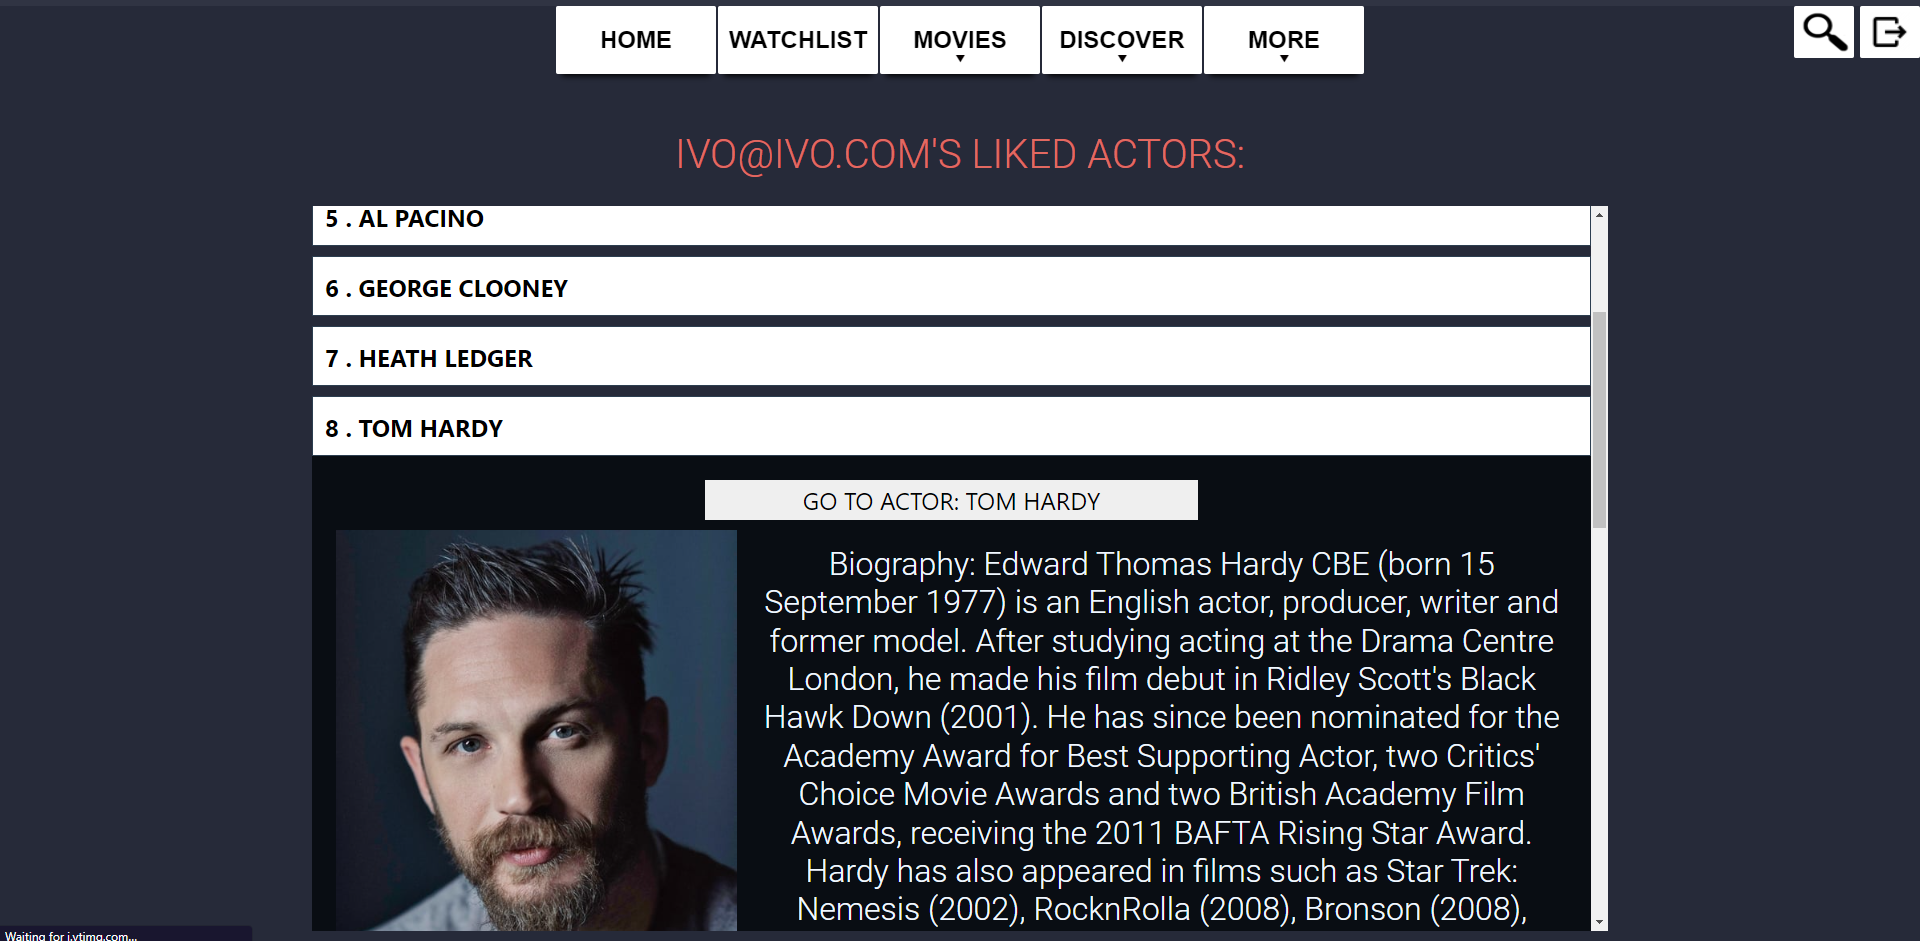 HOME
WATCHLIST
MOVIES
DISCOVER
MORE
IVO@IVO.COM'S LIKED ACTORS:
5 . AL PACINO
6 . GEORGE CLOONEY
7 . HEATH LEDGER
8 . TOM HARDY
GO TO ACTOR: TOM HARDY
Biography: Edward Thomas Hardy CBE (born 15
September 1977) is an English actor, producer, writer and
former model. After studying acting at the Drama Centre
London, he made his film debut in Ridley Scott's Black
Hawk Down (2001). He has since been nominated for the
Academy Award for Best Supporting Actor, two Critics'
Choice Movie Awards and two British Academy Film
Awards, receiving the 2011 BAFTA Rising Star Award.
Hardy has also appeared in films such as Star Trek:
Nemesis (2002), RocknRolla (2008), Bronson (2008),
Waiting for i.ytimg.com...